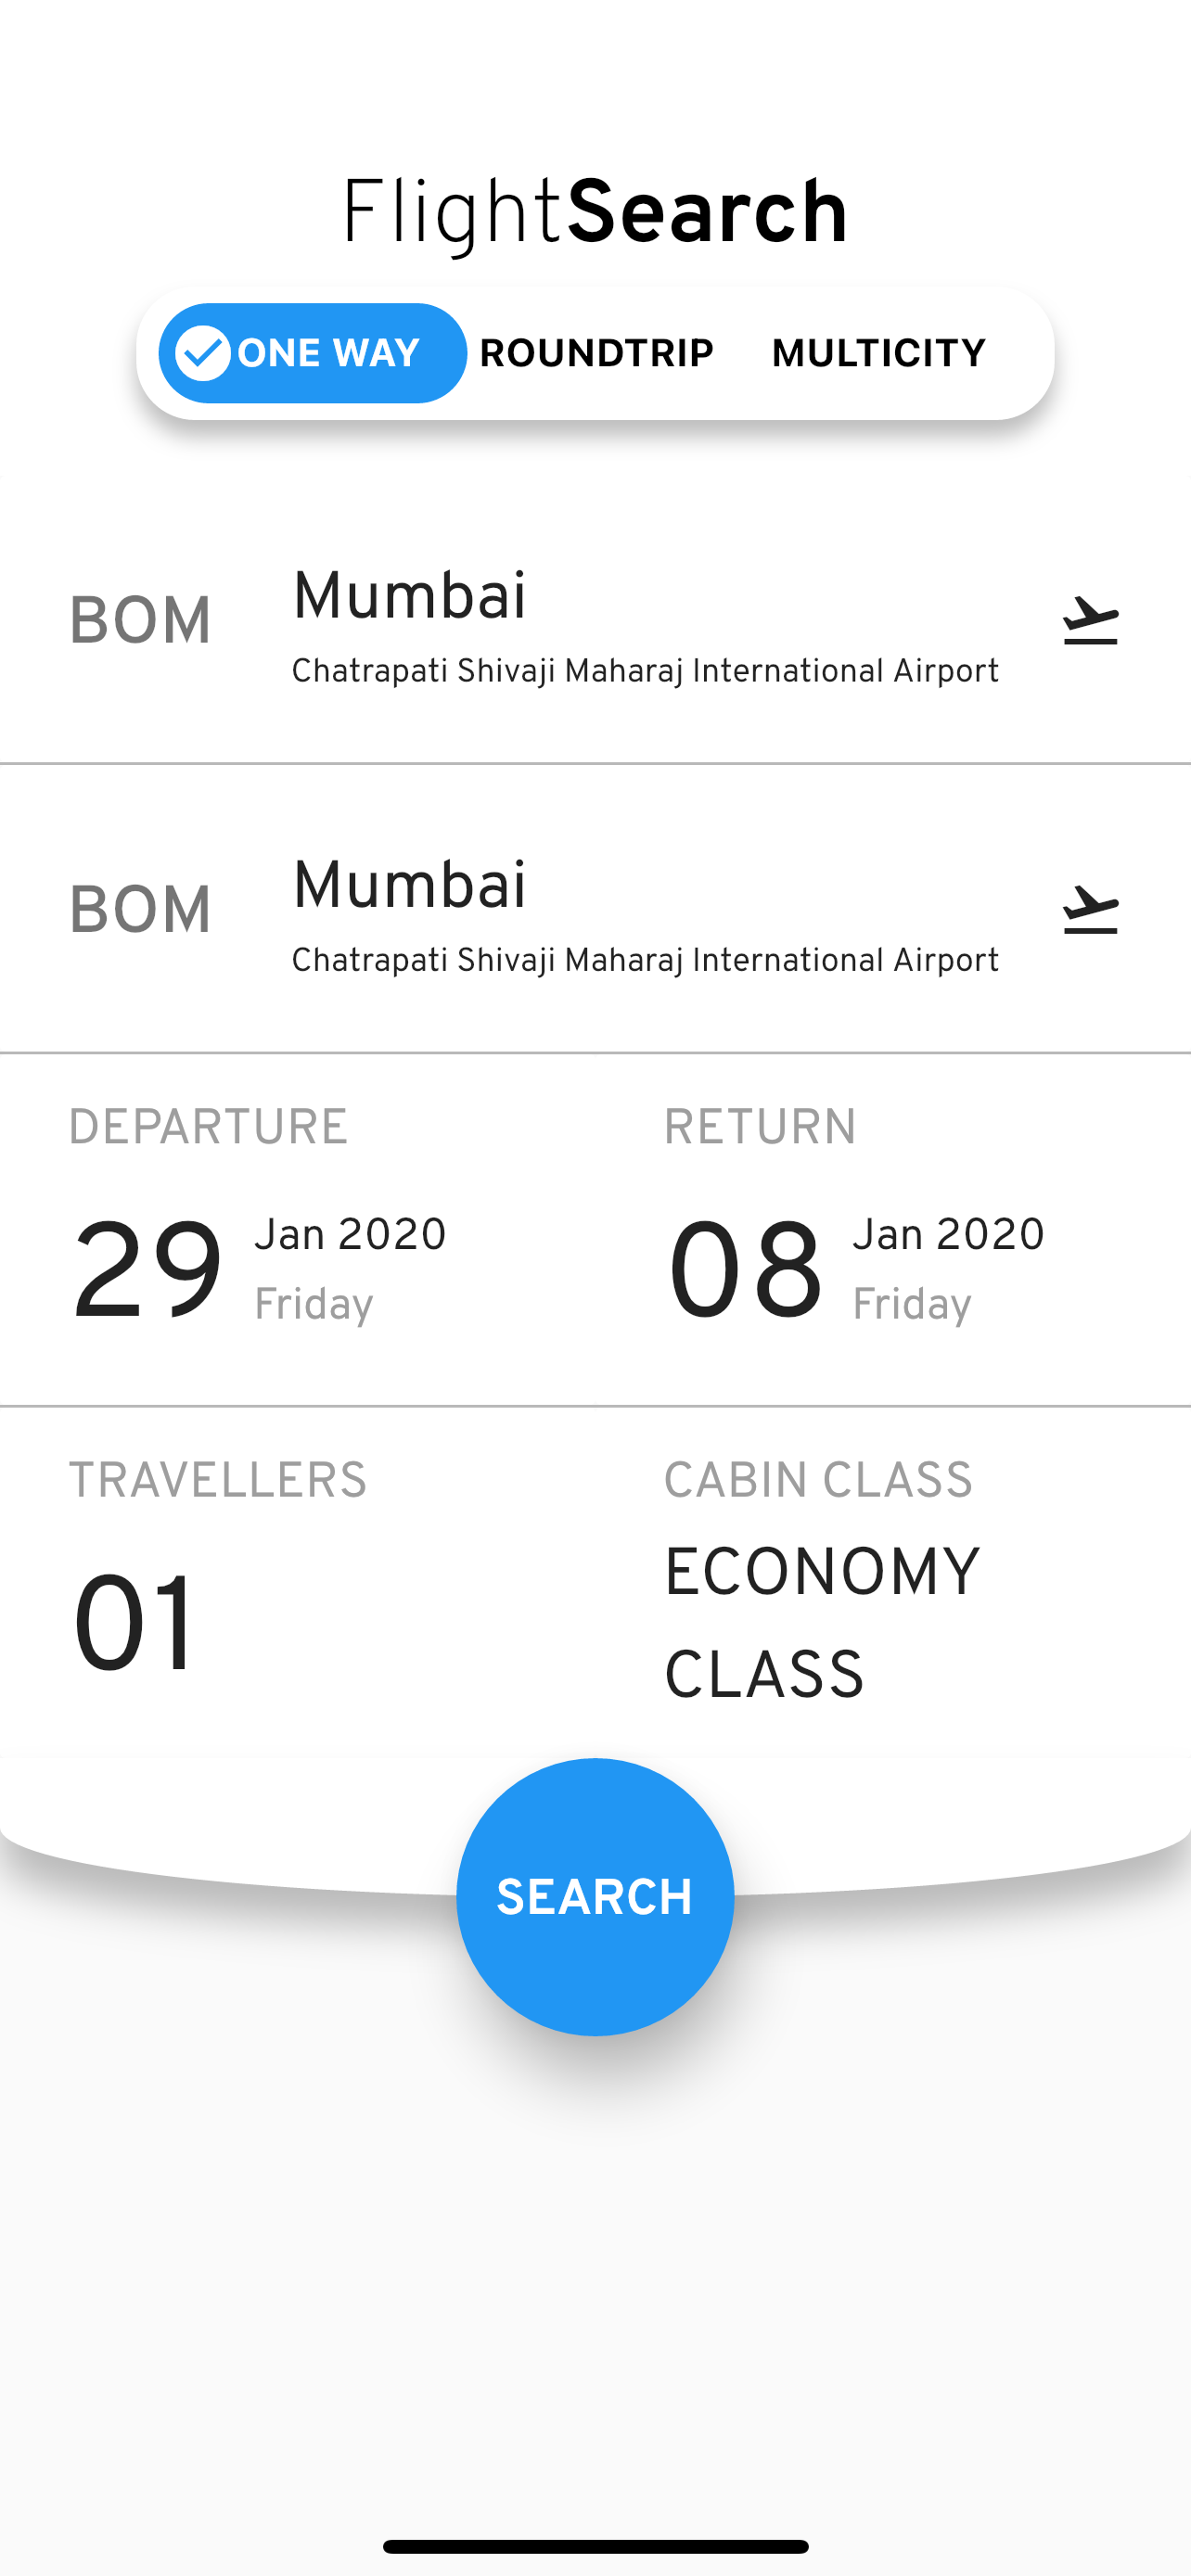 FlightSearch
ONE WAY ROUNDTRIP MULTICITY
BOM
Mumbai
Chatrapati Shivaji Maharaj International Airport
BOM
Mumbai
Chatrapati Shivaji Maharaj International Airport
DEPARTURE
29
Jan 2020
Friday
RETURN
08
Jan 2020
Friday
TRAVELLERS
01
CABIN CLASS
ECONOMY
CLASS
SEARCH